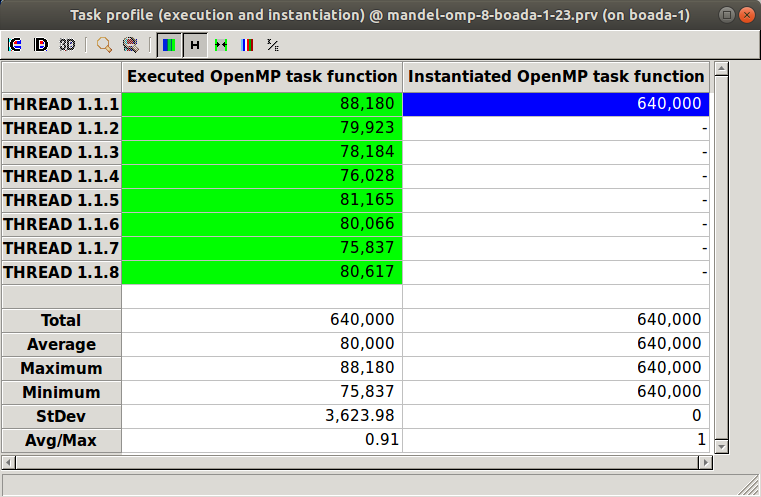 Task profile (execution and instantiation) @ mandel-omp-8-boada-1-23.prv (on boada-1)
3D
Executed OpenMP task function Instantiated OpenMP task function
THREAD 1.1.1 88,180 640,000
THREAD 1.1.2 79,923 -
THREAD 1.1.3 78,184 -
THREAD 1.1.4 76,028 -
THREAD 1.1.5 81,165 -
THREAD 1.1.6 80,066 -
THREAD 1.1.7 75,837 -
THREAD 1.1.8 80,617 -
Total 640,000 640,000
Average 80,000 640,000
Maximum 88,180 640,000
Minimum 75,837 640,000
StDev 3,623.98 0
Avg/Max 0.91 1